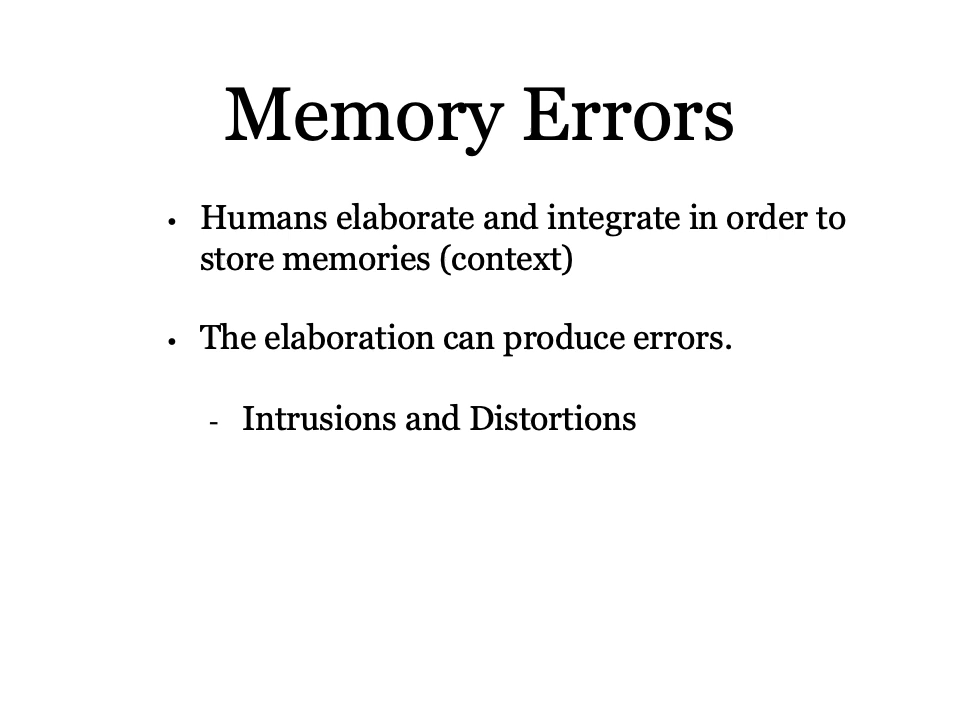 Memory Errors
• Humans elaborate and integrate in order to
store memories (context)
• The elaboration can produce errors.
- Intrusions and Distortions